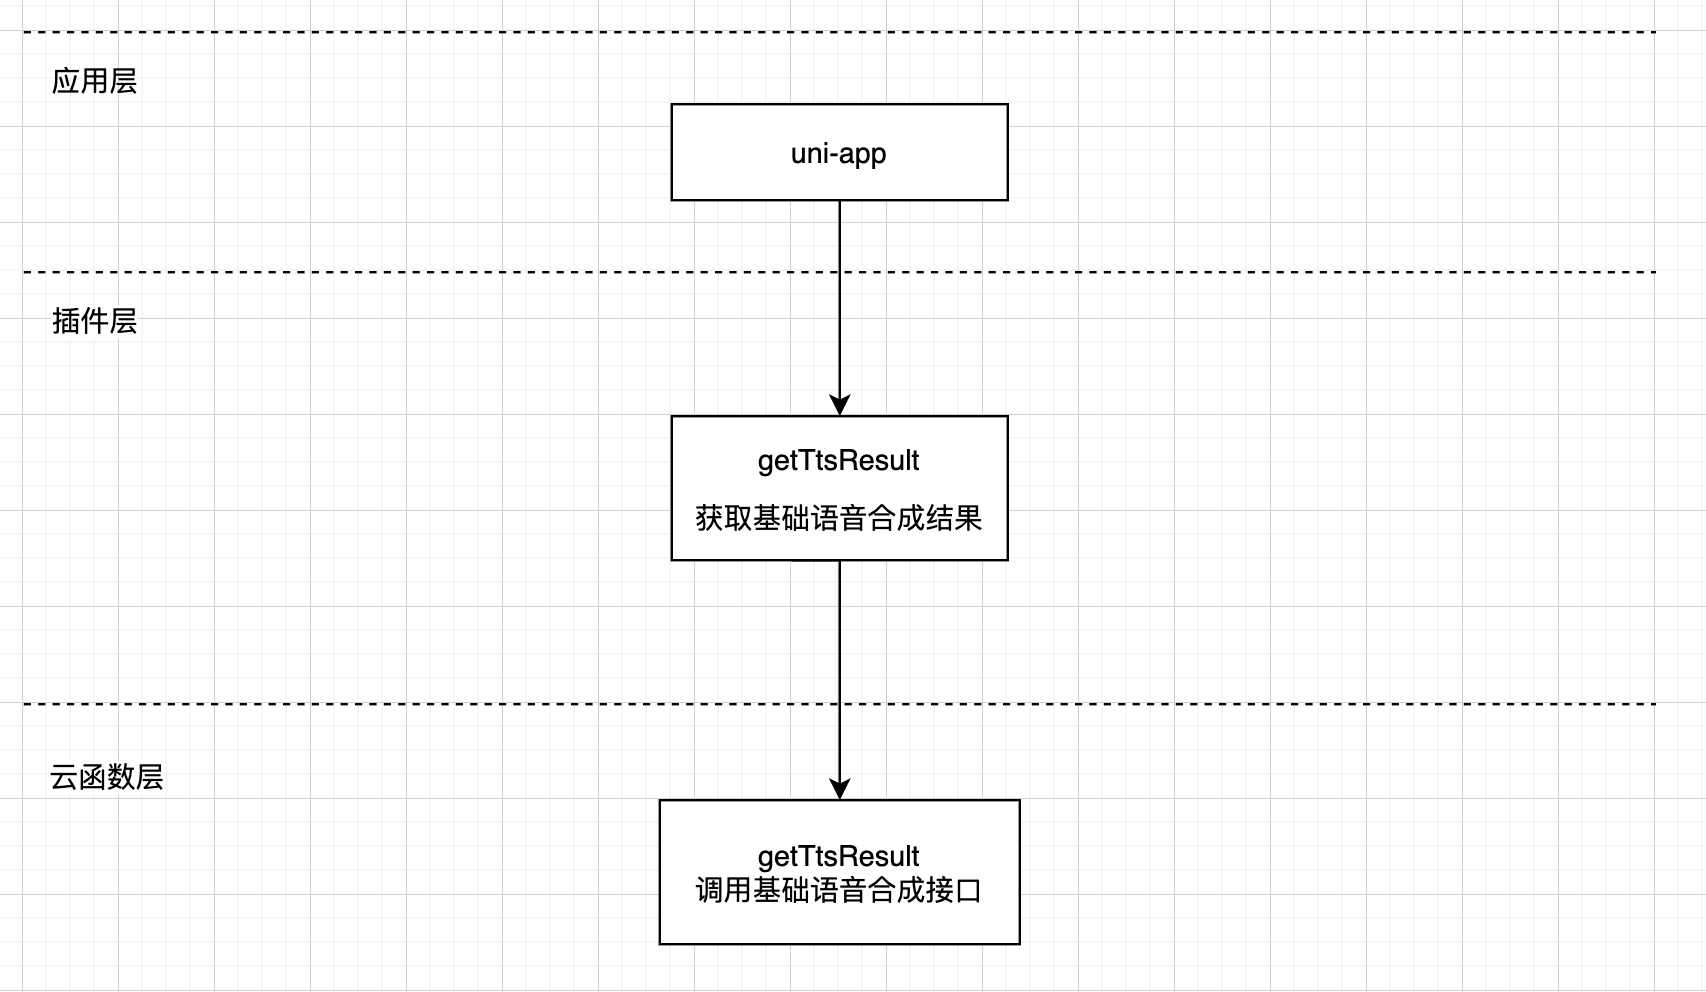 应用层
uni-app
插件层
getTtsResult
获取基础语音合成结果
云函数层
getTtsResult
调用基础语音合成接口